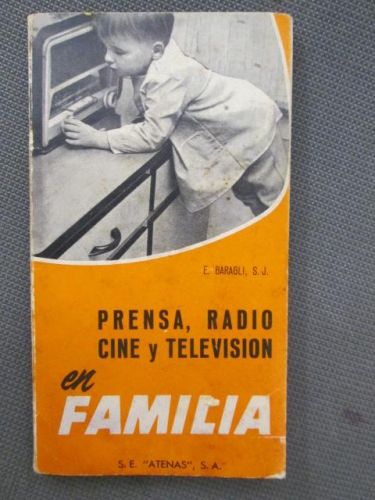 E. BARAGLI, S. J.
PRENSA, RADIO
CINE y TELEVISION
en
FAMILIA
S. E. "ATENAS", S. A.